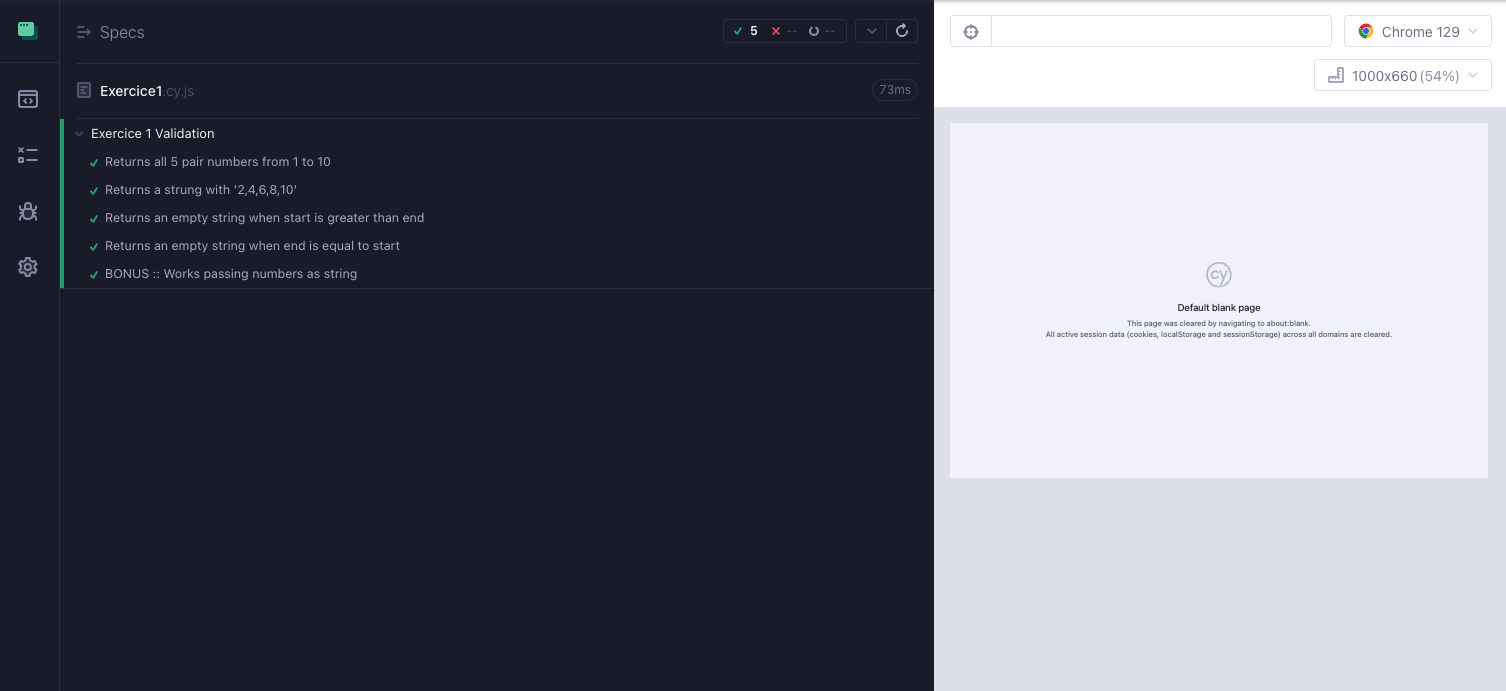 Specs
5 -- --
Exercice1.cy.js
73ms
Exercice 1 Validation
Returns all 5 pair numbers from 1 to 10
Returns a strung with '2,4,6,8,10'
Returns an empty string when start is greater than end
Returns an empty string when end is equal to start
BONUS :: Works passing numbers as string
Chrome 129
1000x660 (54%)
cy
Default blank page
This page was cleared by navigating to about:blank.
All active session data (cookies, localStorage and sessionStorage) across all domains are cleared.